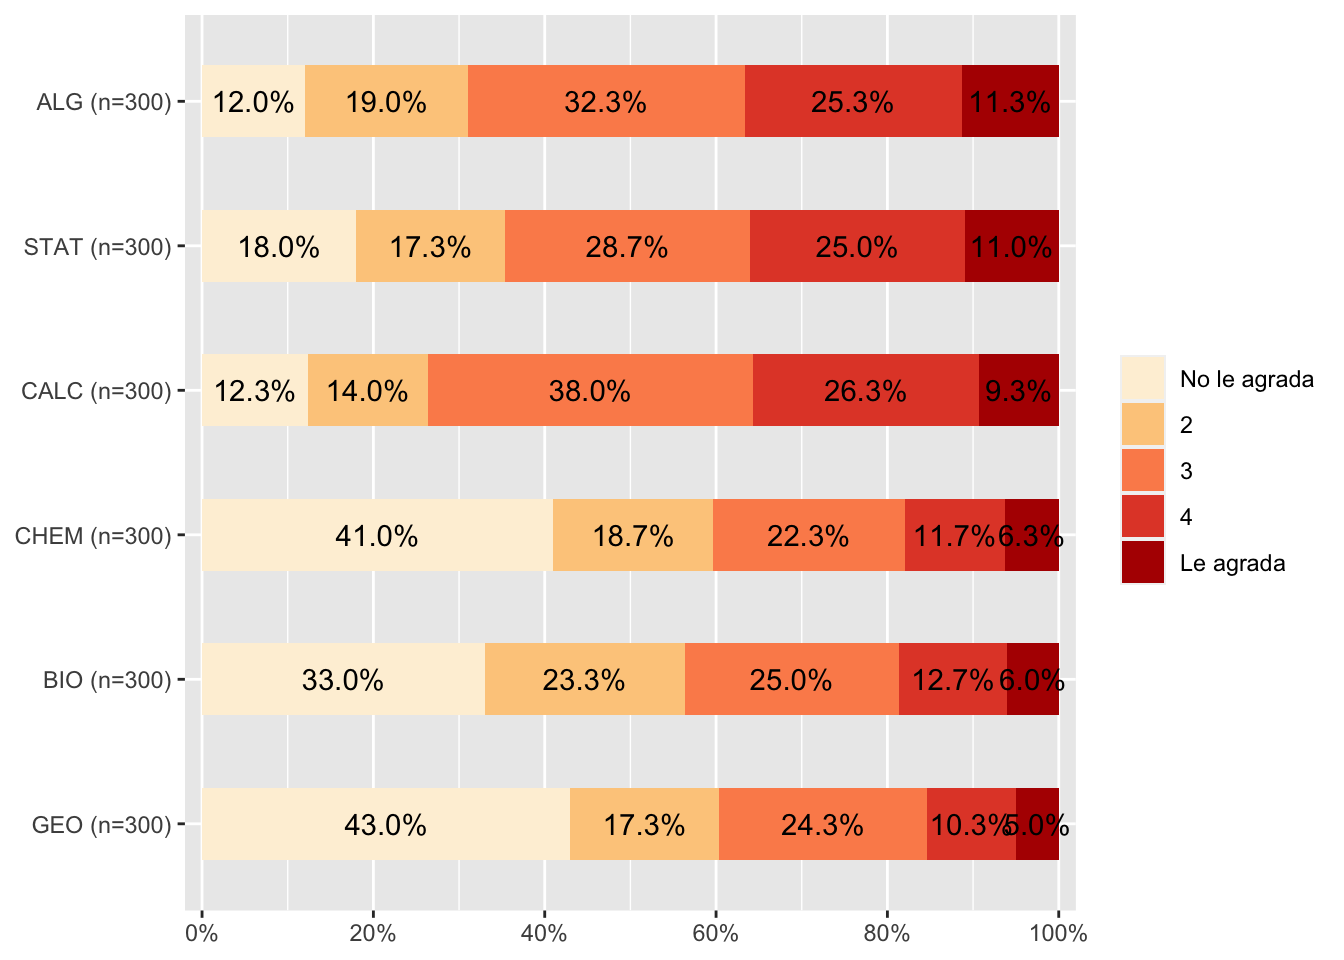 ALG (n=300) 12.0% 19.0% 32.3% 25.3% 11.3%
STAT (n=300) 18.0% 17.3% 28.7% 25.0% 11.0%
CALC (n=300) 12.3% 14.0% 38.0% 26.3% 9.3%
CHEM (n=300) 41.0% 18.7% 22.3% 11.7% 6.3%
BIO (n=300) 33.0% 23.3% 25.0% 12.7% 6.0%
GEO (n=300) 43.0% 17.3% 24.3% 10.3% 5.0%
0% 20% 40% 60% 80% 100%
No le agrada
2
3
4
Le agrada